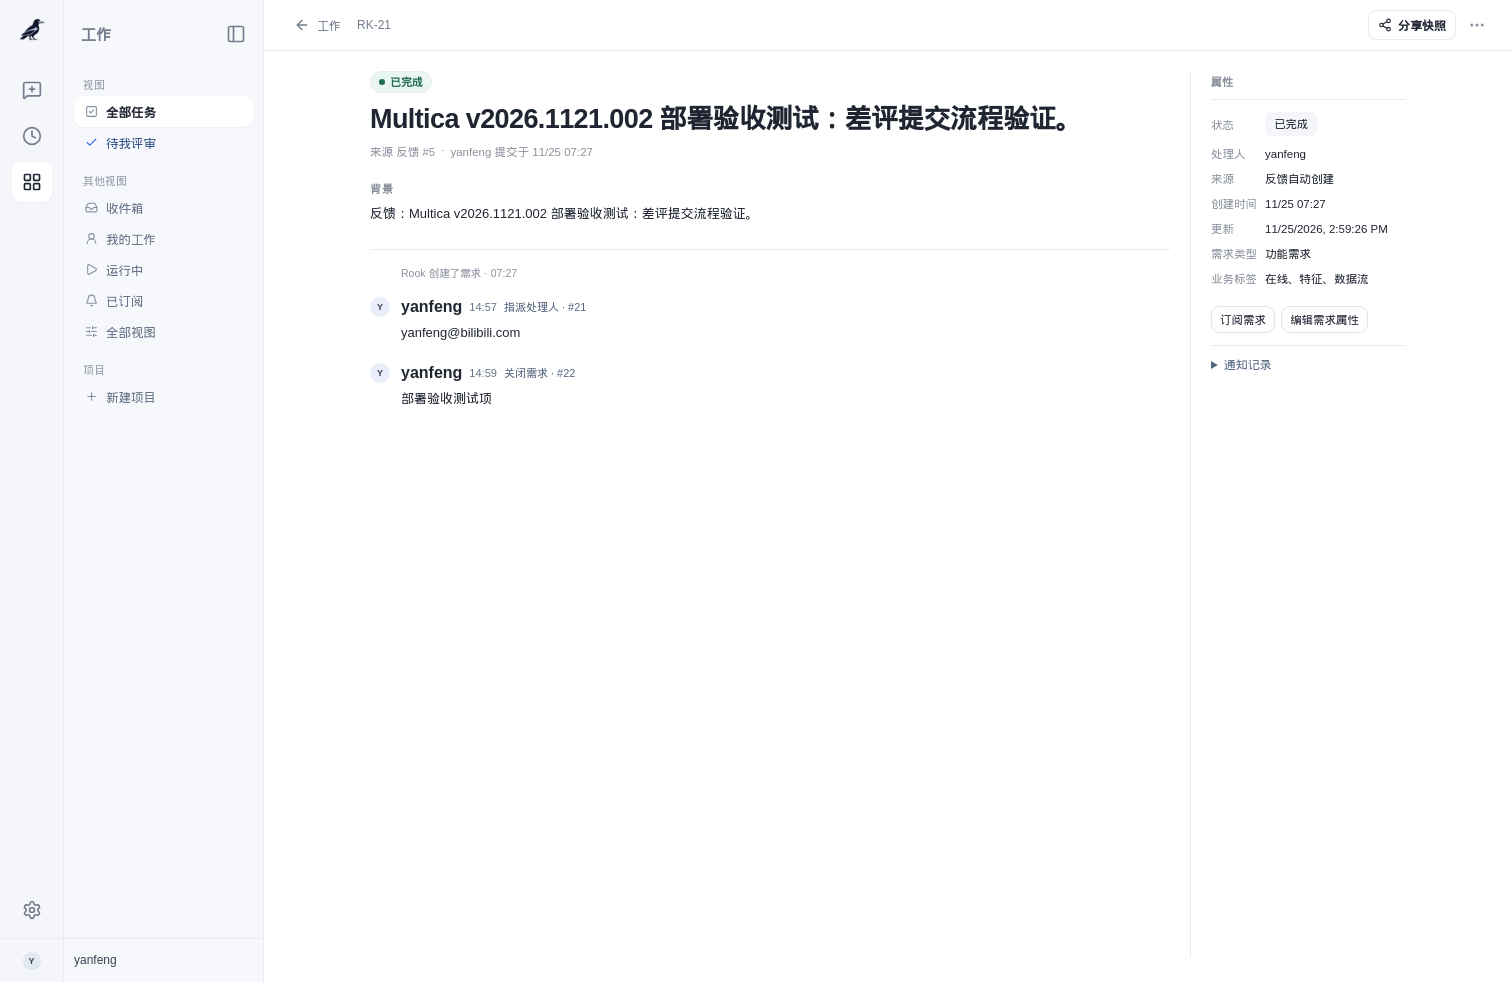 工作
视图
全部任务
待我评审
其他视图
收件箱
我的工作
运行中
已订阅
全部视图
项目
新建项目
Y
yanfeng
工作 RK-21
分享快照
已完成
Multica v2026.1121.002 部署验收测试：差评提交流程验证。
来源 反馈 #5 · yanfeng 提交于 11/25 07:27
背景
反馈：Multica v2026.1121.002 部署验收测试：差评提交流程验证。
Rook 创建了需求 · 07:27
Y yanfeng 14:57 指派处理人 · #21
yanfeng@bilibili.com
Y yanfeng 14:59 关闭需求 · #22
部署验收测试项
属性
状态 已完成
处理人 yanfeng
来源 反馈自动创建
创建时间 11/25 07:27
更新 11/25/2026, 2:59:26 PM
需求类型 功能需求
业务标签 在线、特征、数据流
订阅需求 编辑需求属性
通知记录